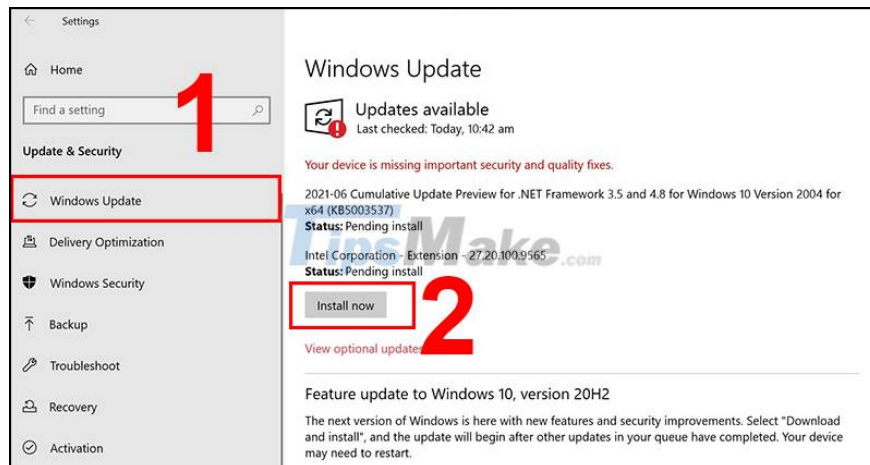 Settings
Home
Find a setting
1
Update & Security
Windows Update
Delivery Optimization
Windows Security
Backup
Troubleshoot
Recovery
Activation
Windows Update
Updates available
Last checked: Today, 10:42 am
Your device is missing important security and quality fixes.
2021-06 Cumulative Update Preview for .NET Framework 3.5 and 4.8 for Windows 10 Version 2004 for
x64 (KB5003537)
Status: Pending install
TipsMake.com
Intel Corporation - Extension - 27.20.100.9565
Status: Pending install
Install now
2
View optional updates
Feature update to Windows 10, version 20H2
The next version of Windows is here with new features and security improvements. Select "Download
and install", and the update will begin after other updates in your queue have completed. Your device
may need to restart.